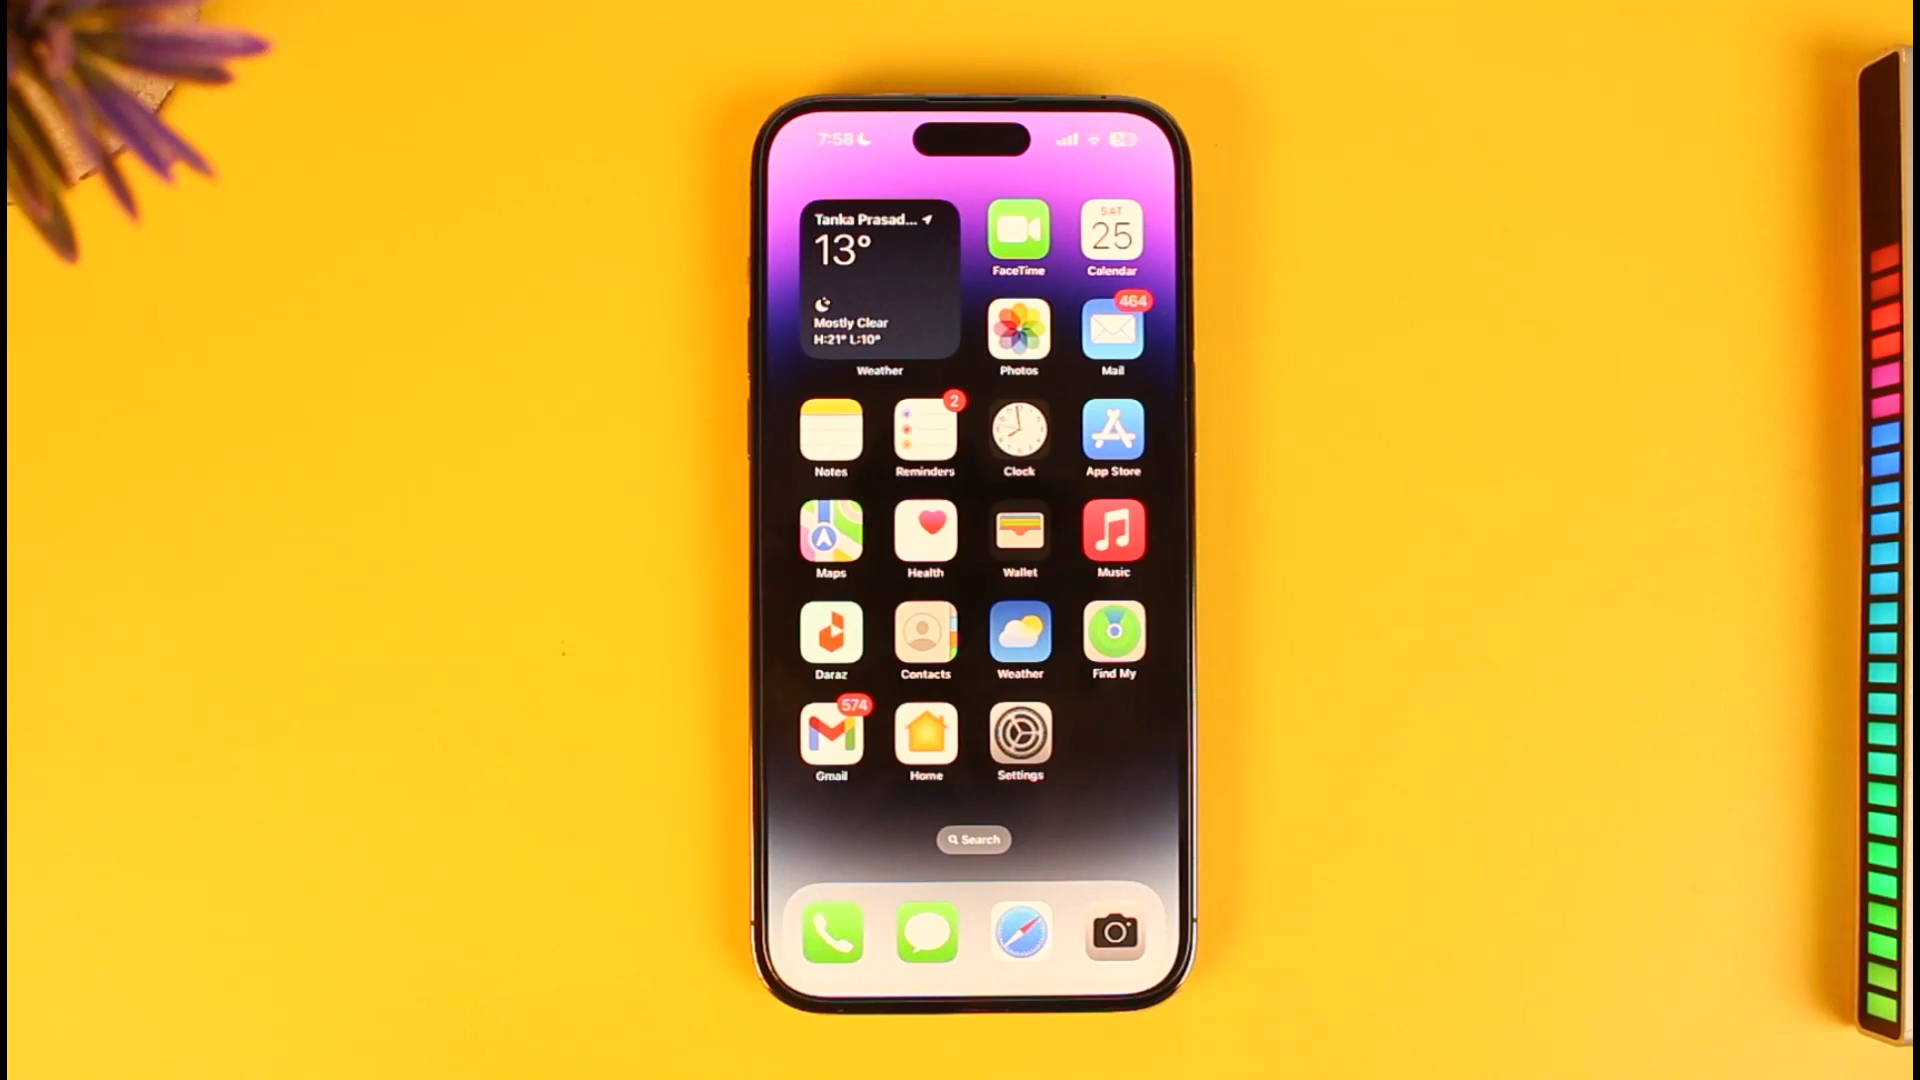 7:58
Tanka Prasad...
13°
Mostly Clear
H:21° L:10°
Weather
FaceTime
SAT
25
Calendar
Photos
464
Mail
Notes
2
Reminders
Clock
App Store
Maps
Health
Wallet
Music
Daraz
Contacts
Weather
Find My
574
Gmail
Home
Settings
Search